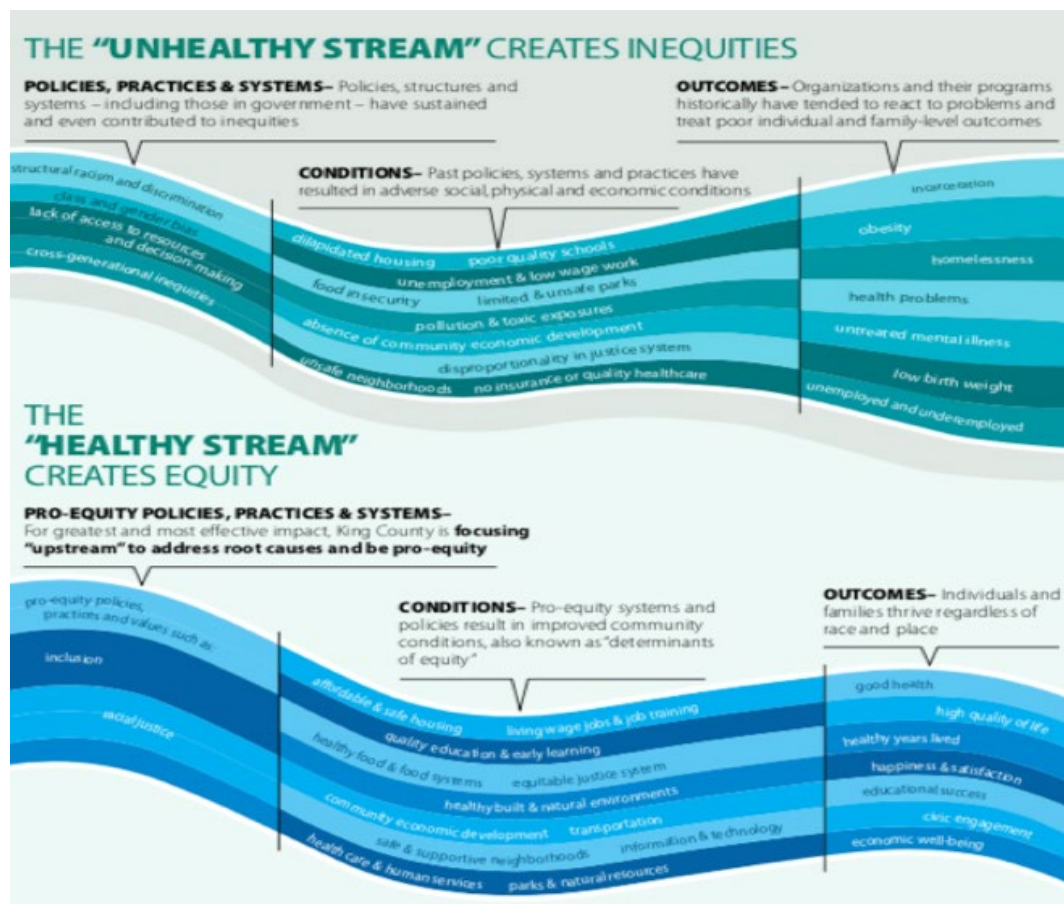 THE “UNHEALTHY STREAM” CREATES INEQUITIES
POLICIES, PRACTICES & SYSTEMS– Policies, structures and
systems – including those in government – have sustained
and even contributed to inequities
OUTCOMES– Organizations and their programs
historically have tended to react to problems and
treat poor individual and family-level outcomes
CONDITIONS– Past policies, systems and practices have
resulted in adverse social, physical and economic conditions
structural racism and discrimination
class and gender bias
lack of access to resources
and decision-making
cross-generational inequities
dilapidated housing
poor quality schools
unemployment & low wage work
food insecurity
limited & unsafe parks
pollution & toxic exposures
absence of community economic development
disproportionality in justice system
unsafe neighborhoods
no insurance or quality healthcare
incarceration
obesity
homelessness
health problems
untreated mental illness
low birth weight
unemployed and underemployed
THE
“HEALTHY STREAM”
CREATES EQUITY
PRO-EQUITY POLICIES, PRACTICES & SYSTEMS–
For greatest and most effective impact, King County is focusing
“upstream” to address root causes and be pro-equity
CONDITIONS– Pro-equity systems and
policies result in improved community
conditions, also known as “determinants
of equity”
OUTCOMES– Individuals and
families thrive regardless of
race and place
pro-equity policies,
practices and values such as:
inclusion
racial justice
affordable & safe housing
living wage jobs & job training
quality education & early learning
healthy food & food systems
equitable justice system
healthy built & natural environments
community economic development
transportation
safe & supportive neighborhoods
information & technology
health care & human services
parks & natural resources
good health
high quality of life
healthy years lived
happiness & satisfaction
educational success
civic engagement
economic well-being